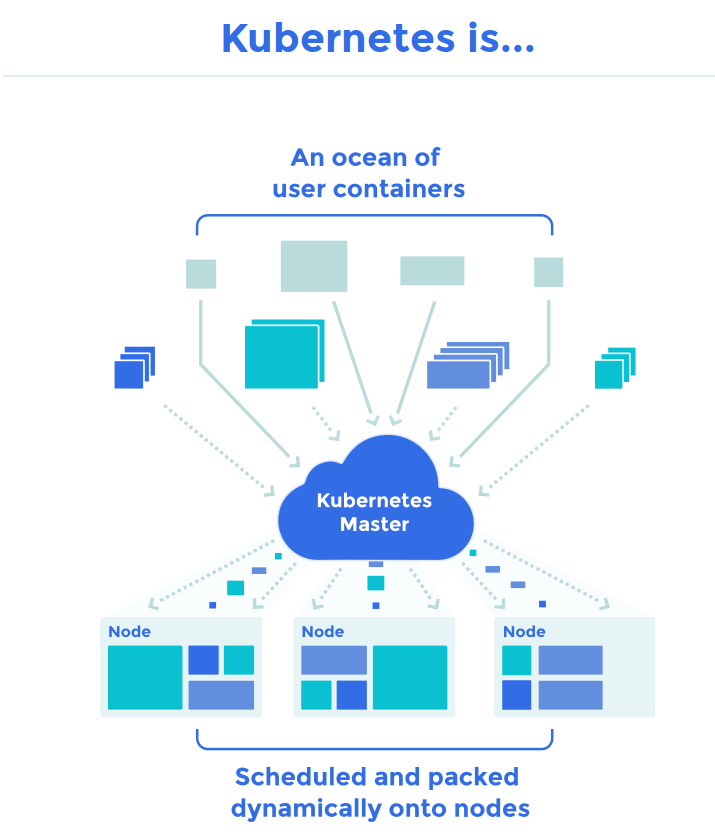 Kubernetes is...
An ocean of
user containers
Kubernetes
Master
Node
Node
Node
Scheduled and packed
dynamically onto nodes